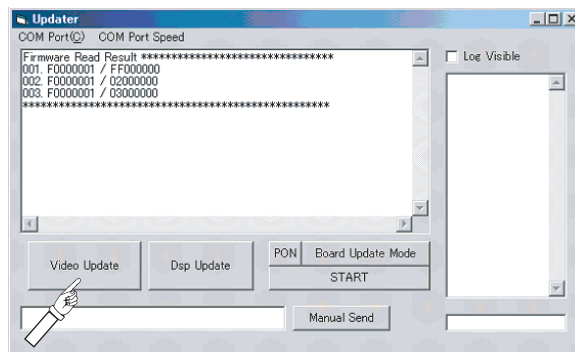 Updater
COM Port(C) COM Port Speed
Firmware Read Result ********************************
001. F0000001 / FF000000
002. F0000001 / 02000000
003. F0000001 / 03000000
***************************************************
Log Visible
Video Update
Dsp Update
PON
Board Update Mode
START
Manual Send